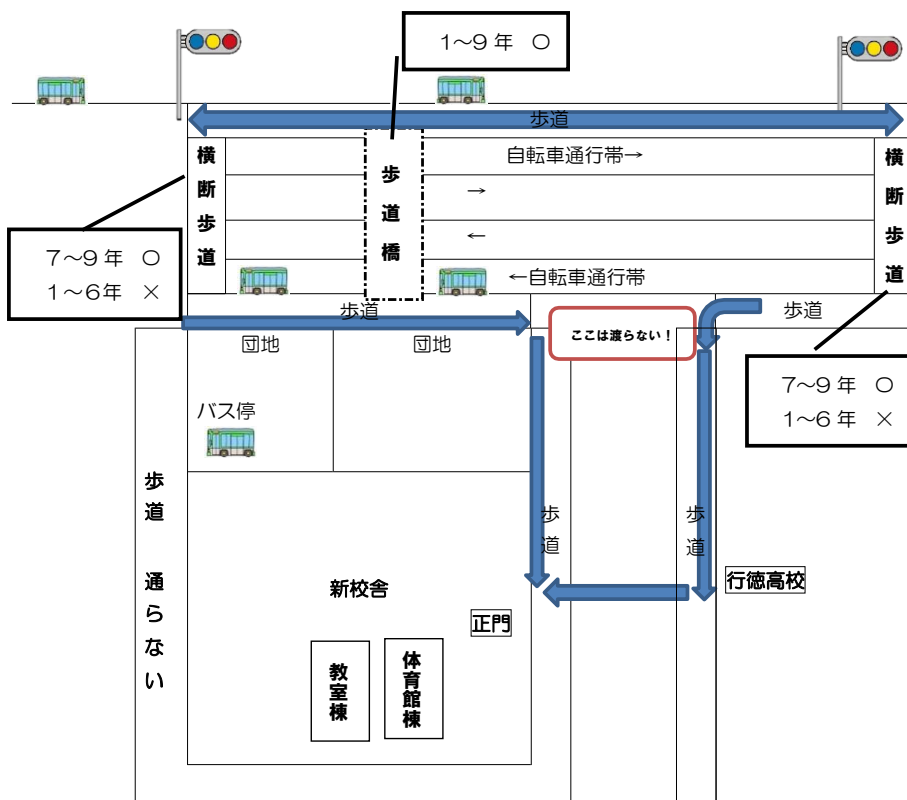 1～9年 〇
歩道
横断歩道
歩道橋
自転車通行帯→
→
←
←自転車通行帯
横断歩道
7～9年 〇
1～6年 ×
歩道
ここは渡らない！
歩道
団地
団地
7～9年 〇
1～6年 ×
バス停
歩道 通らない
歩道
歩道
新校舎
正門
行徳高校
教室棟
体育館棟